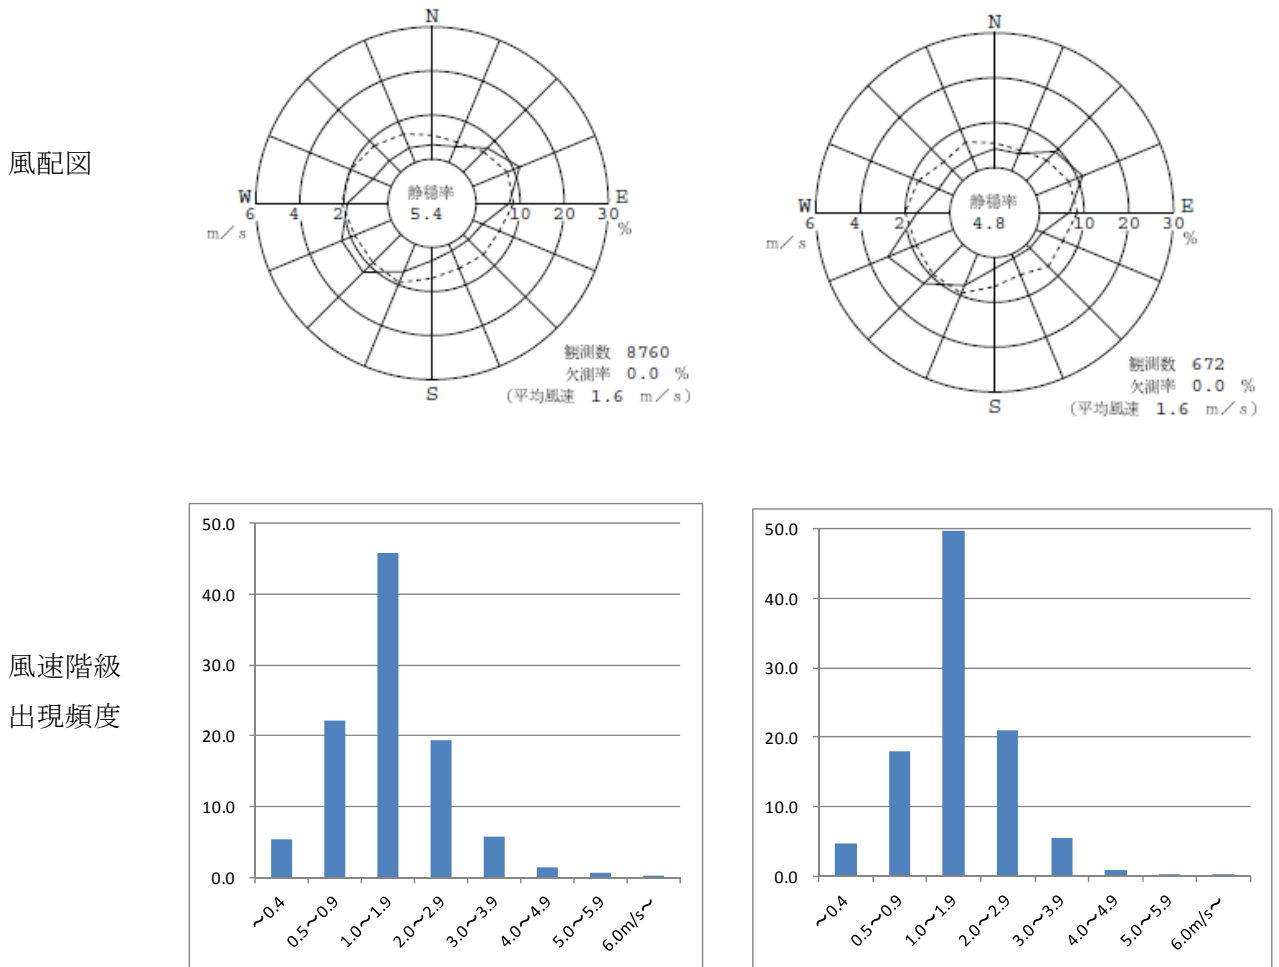 風配図
N
W
E
S
静穏率
5.4
6 4 2 10 20 30
m/s
%
観測数 8760
欠測率 0.0 %
(平均風速 1.6 m/s)
N
W
E
S
静穏率
4.8
6 4 2 10 20 30
m/s
%
観測数 672
欠測率 0.0 %
(平均風速 1.6 m/s)
風速階級
出現頻度
50.0
40.0
30.0
20.0
10.0
0.0
～0.4
0.5～0.9
1.0～1.9
2.0～2.9
3.0～3.9
4.0～4.9
5.0～5.9
6.0m/s～
50.0
40.0
30.0
20.0
10.0
0.0
～0.4
0.5～0.9
1.0～1.9
2.0～2.9
3.0～3.9
4.0～4.9
5.0～5.9
6.0m/s～